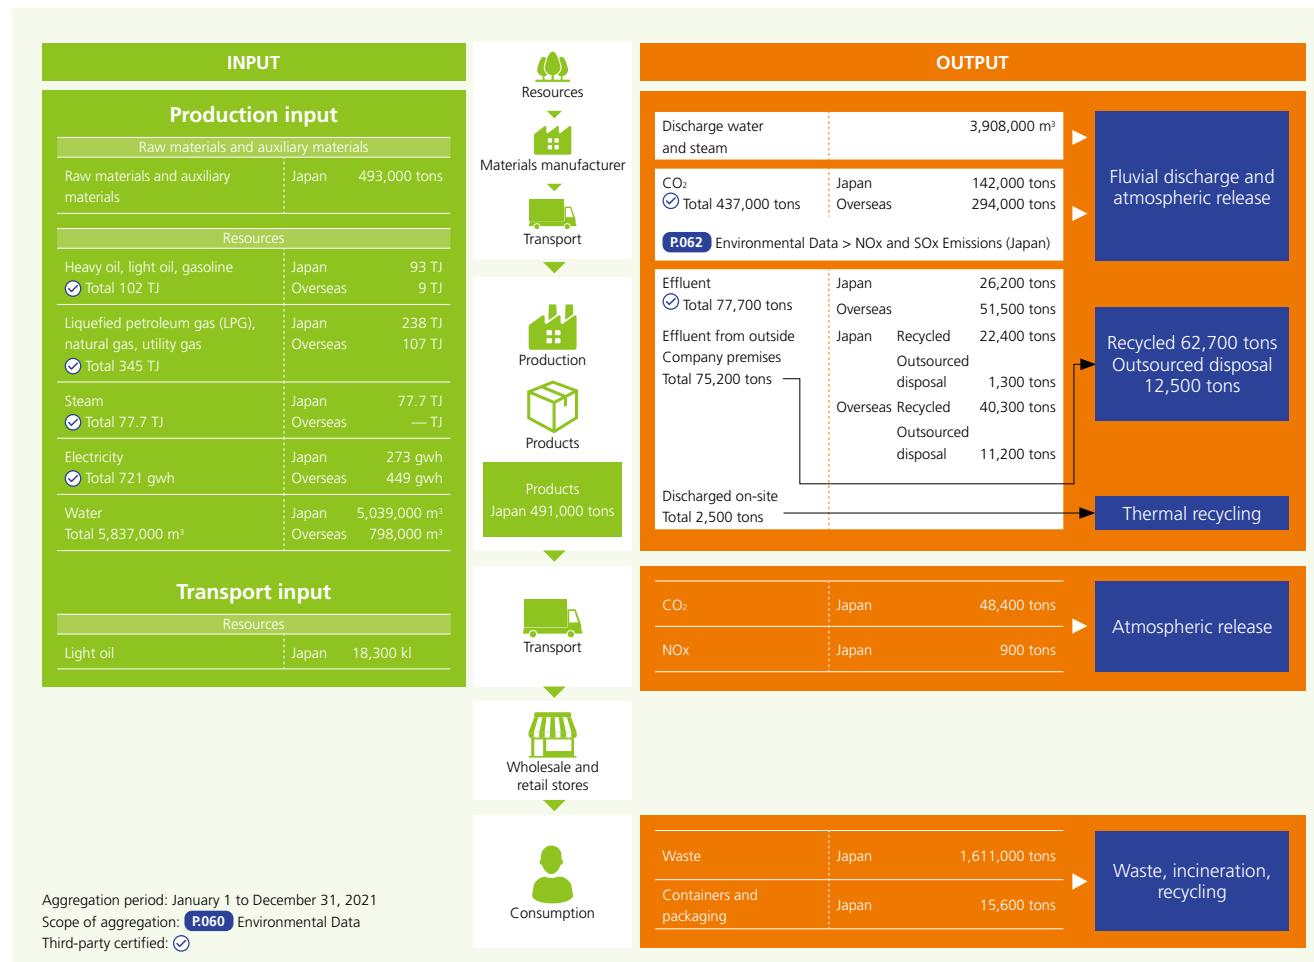 INPUT
Production input
Raw materials and auxiliary materials
Raw materials and auxiliary
materials
Japan 493,000 tons
Resources
Heavy oil, light oil, gasoline
Total 102 TJ
Japan 93 TJ
Overseas 9 TJ
Liquefied petroleum gas (LPG),
natural gas, utility gas
Total 345 TJ
Japan 238 TJ
Overseas 107 TJ
Steam
Total 77.7 TJ
Japan 77.7 TJ
Overseas — TJ
Electricity
Total 721 gwh
Japan 273 gwh
Overseas 449 gwh
Water
Total 5,837,000 m³
Japan 5,039,000 m³
Overseas 798,000 m³
Transport input
Resources
Light oil Japan 18,300 kl
Resources
Materials manufacturer
Transport
Production
Products
Products
Japan 491,000 tons
Transport
Wholesale and
retail stores
Consumption
OUTPUT
Discharge water
and steam
3,908,000 m³
CO₂
Total 437,000 tons
Japan 142,000 tons
Overseas 294,000 tons
P.062 Environmental Data > NOx and SOx Emissions (Japan)
Fluvial discharge and
atmospheric release
Effluent
Total 77,700 tons
Japan 26,200 tons
Overseas 51,500 tons
Effluent from outside
Company premises
Total 75,200 tons
Japan Recycled 22,400 tons
Outsourced
disposal 1,300 tons
Overseas Recycled 40,300 tons
Outsourced
disposal 11,200 tons
Recycled 62,700 tons
Outsourced disposal
12,500 tons
Discharged on-site
Total 2,500 tons
Thermal recycling
CO₂ Japan 48,400 tons
NOx Japan 900 tons
Atmospheric release
Waste Japan 1,611,000 tons
Containers and
packaging
Japan 15,600 tons
Waste, incineration,
recycling
Aggregation period: January 1 to December 31, 2021
Scope of aggregation: P.060 Environmental Data
Third-party certified: